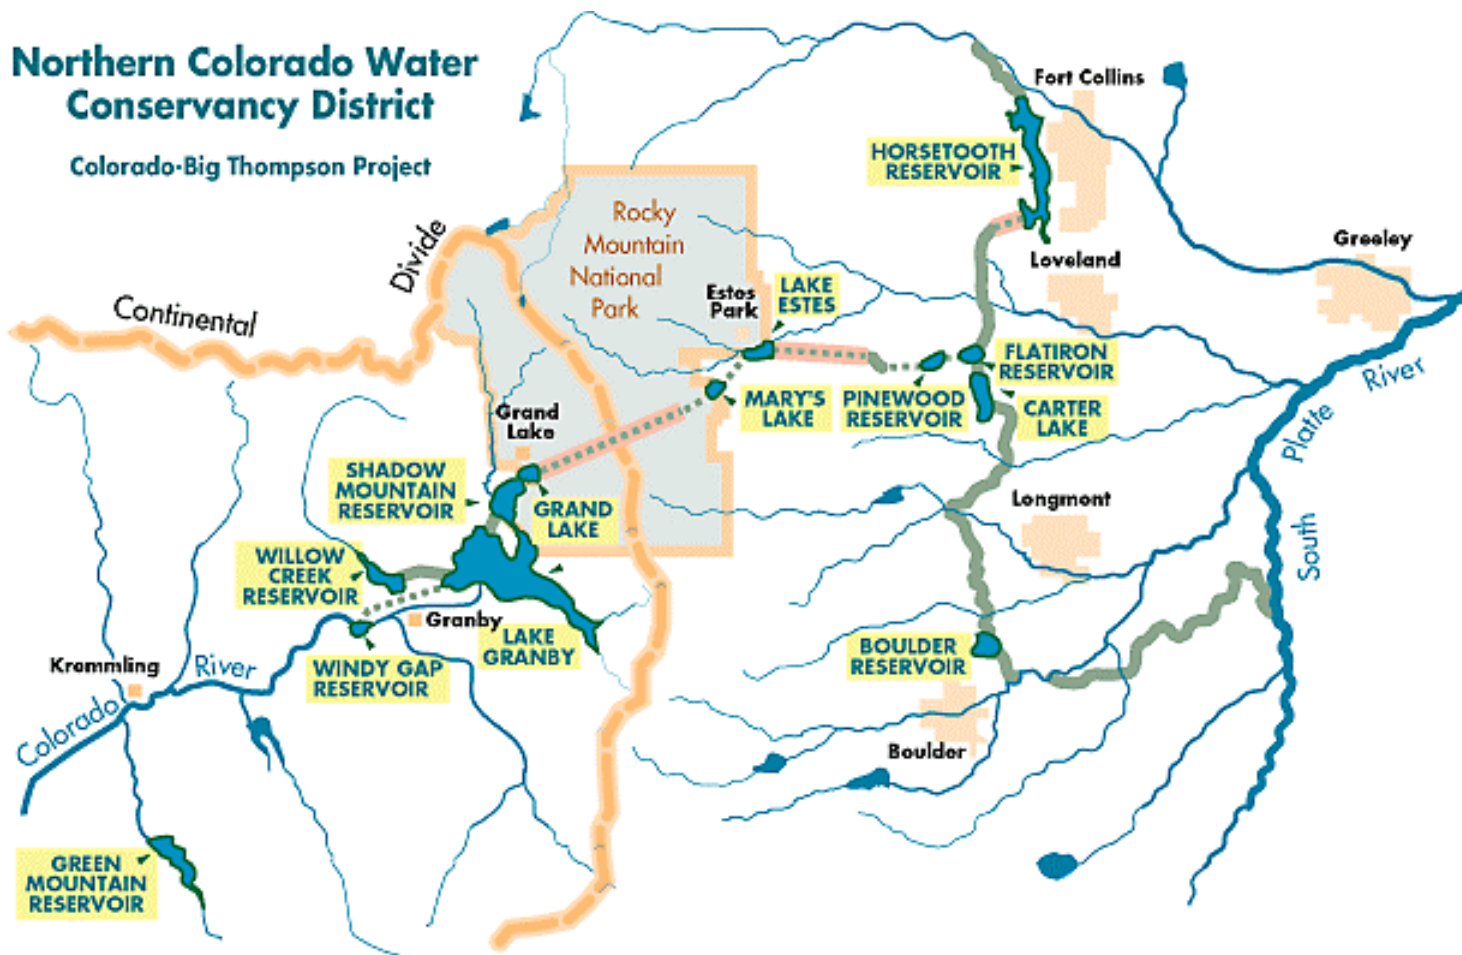 Northern Colorado Water
Conservancy District
Colorado-Big Thompson Project
Fort Collins
HORSETOOTH
RESERVOIR
Rocky
Mountain
National
Park
Divide
Continental
Greeley
Loveland
Estes
Park
LAKE
ESTES
FLATIRON
RESERVOIR
MARY'S
LAKE
PINEWOOD
RESERVOIR
CARTER
LAKE
River
Platte
South
Grand
Lake
SHADOW
MOUNTAIN
RESERVOIR
GRAND
LAKE
Longmont
WILLOW
CREEK
RESERVOIR
Granby
LAKE
GRANBY
BOULDER
RESERVOIR
WINDY GAP
RESERVOIR
Kremmling
River
Colorado
Boulder
GREEN
MOUNTAIN
RESERVOIR